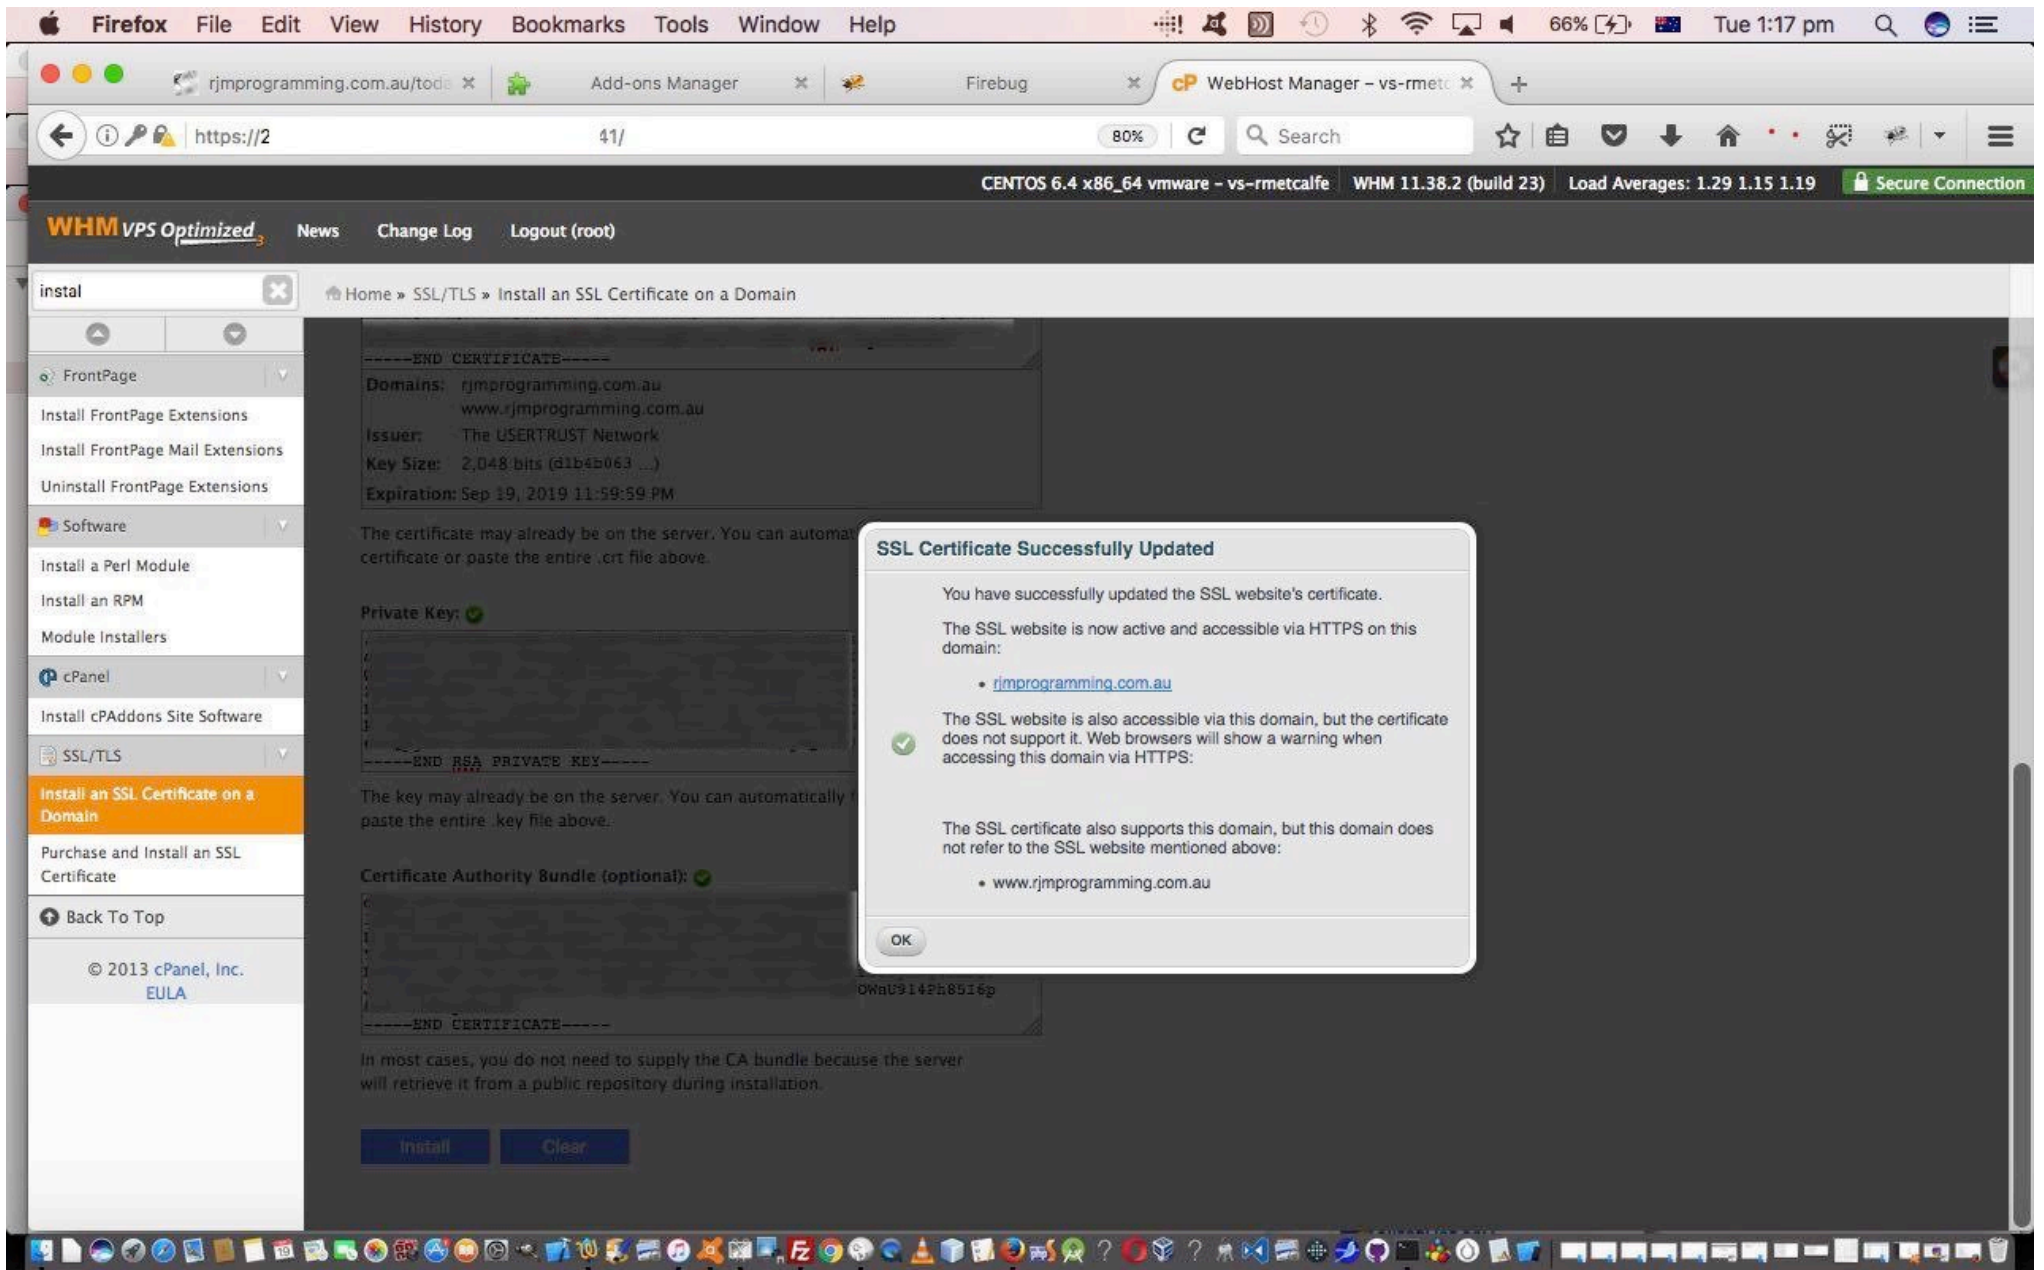 Firefox File Edit View History Bookmarks Tools Window Help 66% Tue 1:17 pm
rjmprogramming.com.au/toda Add-ons Manager Firebug cP WebHost Manager – vs-rmetc
https://2 41/ 80% Search
CENTOS 6.4 x86_64 vmware – vs-rmetcalfe WHM 11.38.2 (build 23) Load Averages: 1.29 1.15 1.19 Secure Connection
WHM VPS Optimized 3 News Change Log Logout (root)
instal
Home » SSL/TLS » Install an SSL Certificate on a Domain
FrontPage
Install FrontPage Extensions
Install FrontPage Mail Extensions
Uninstall FrontPage Extensions
Software
Install a Perl Module
Install an RPM
Module Installers
cPanel
Install cPAddons Site Software
SSL/TLS
Install an SSL Certificate on a
Domain
Purchase and Install an SSL
Certificate
Back To Top
© 2013 cPanel, Inc.
EULA
-----END CERTIFICATE-----
Domains: rjmprogramming.com.au
www.rjmprogramming.com.au
Issuer: The USERTRUST Network
Key Size: 2,048 bits (d1b4b063 ...)
Expiration: Sep 19, 2019 11:59:59 PM
The certificate may already be on the server. You can automat
certificate or paste the entire .crt file above.
Private Key:
-----END RSA PRIVATE KEY-----
The key may already be on the server. You can automatically
paste the entire .key file above.
Certificate Authority Bundle (optional):
OWnU914Ph8516p
-----END CERTIFICATE-----
In most cases, you do not need to supply the CA bundle because the server
will retrieve it from a public repository during installation.
Install Clear
SSL Certificate Successfully Updated
You have successfully updated the SSL website's certificate.
The SSL website is now active and accessible via HTTPS on this
domain:
• rjmprogramming.com.au
The SSL website is also accessible via this domain, but the certificate
does not support it. Web browsers will show a warning when
accessing this domain via HTTPS:
The SSL certificate also supports this domain, but this domain does
not refer to the SSL website mentioned above:
• www.rjmprogramming.com.au
OK